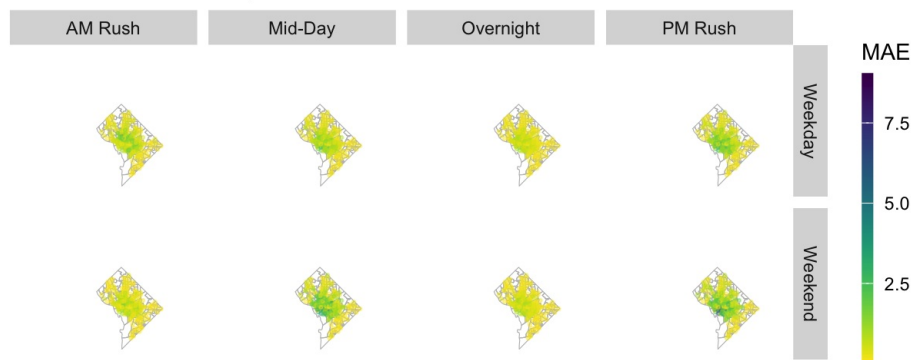 AM Rush
Mid-Day
Overnight
PM Rush
MAE
7.5
5.0
2.5
Weekday
Weekend